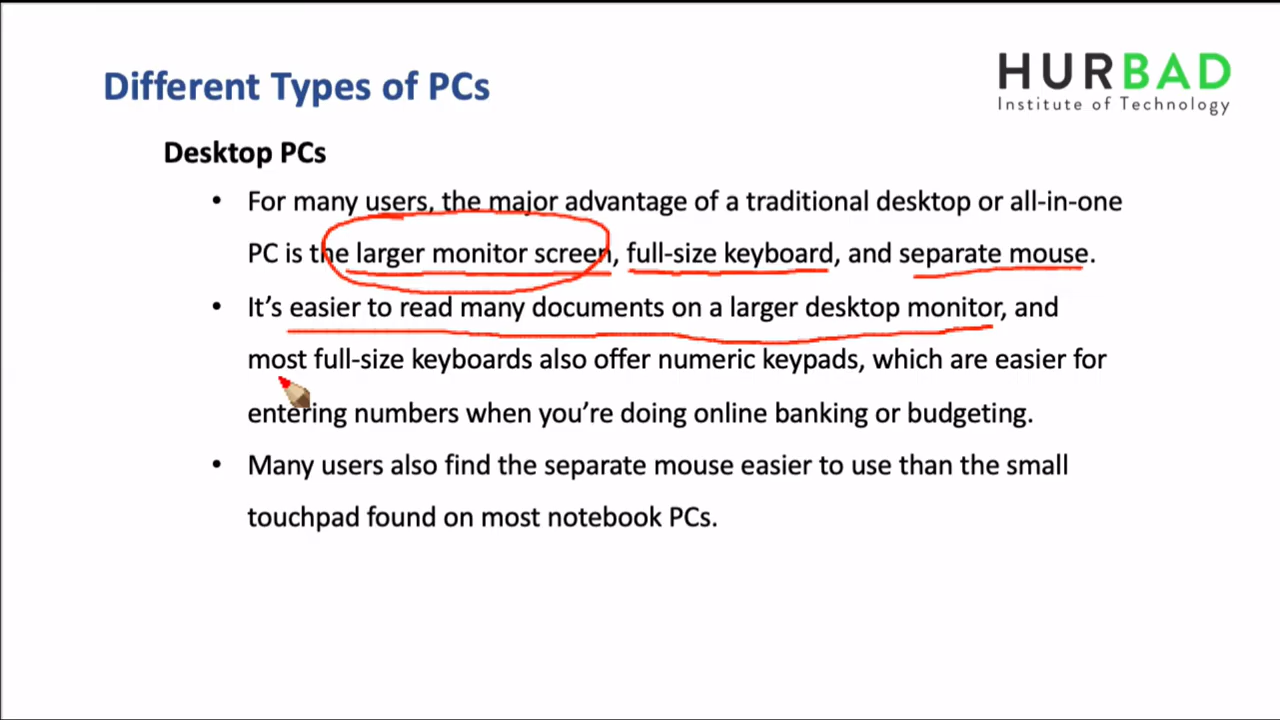 HURBAD
Institute of Technology
Different Types of PCs
Desktop PCs
• For many users, the major advantage of a traditional desktop or all-in-one
PC is the larger monitor screen, full-size keyboard, and separate mouse.
• It’s easier to read many documents on a larger desktop monitor, and
most full-size keyboards also offer numeric keypads, which are easier for
entering numbers when you’re doing online banking or budgeting.
• Many users also find the separate mouse easier to use than the small
touchpad found on most notebook PCs.